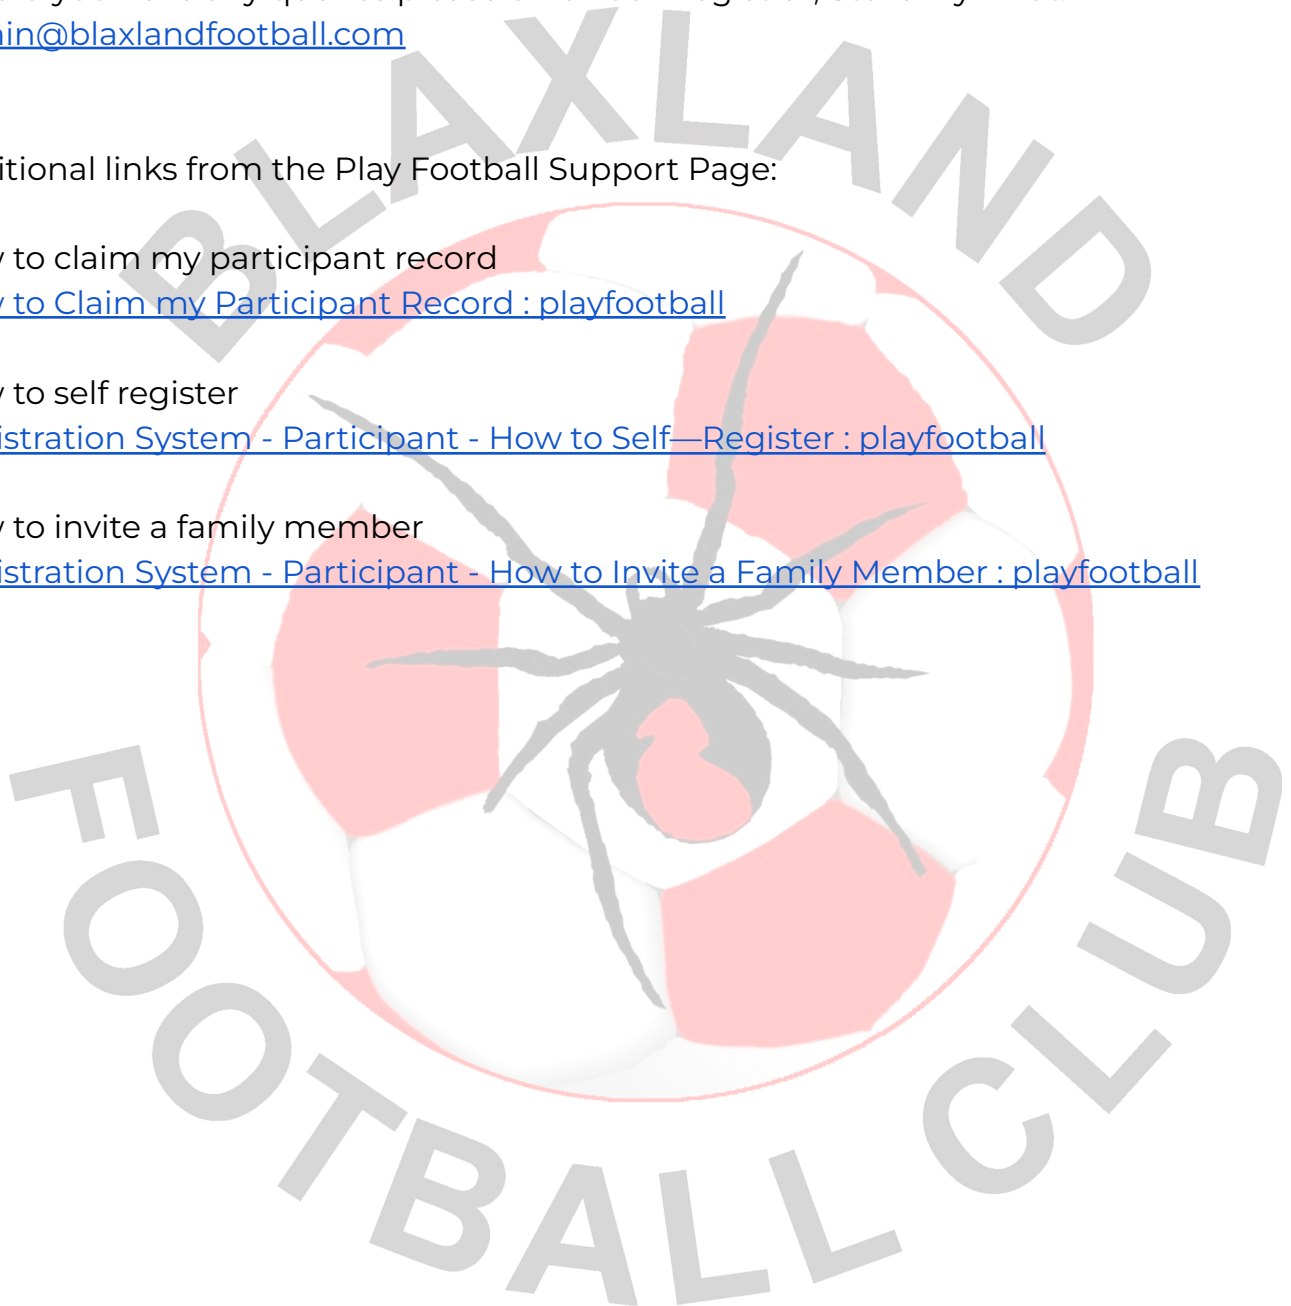 in@blaxlandfootball.com
BLAXLAND
itional links from the Play Football Support Page:
to claim my participant record
to Claim my Participant Record : playfootball
to self register
istration System - Participant - How to Self—Register : playfootball
to invite a family member
istration System - Participant - How to Invite a Family Member : playfootball
FOOTBALL CLUB